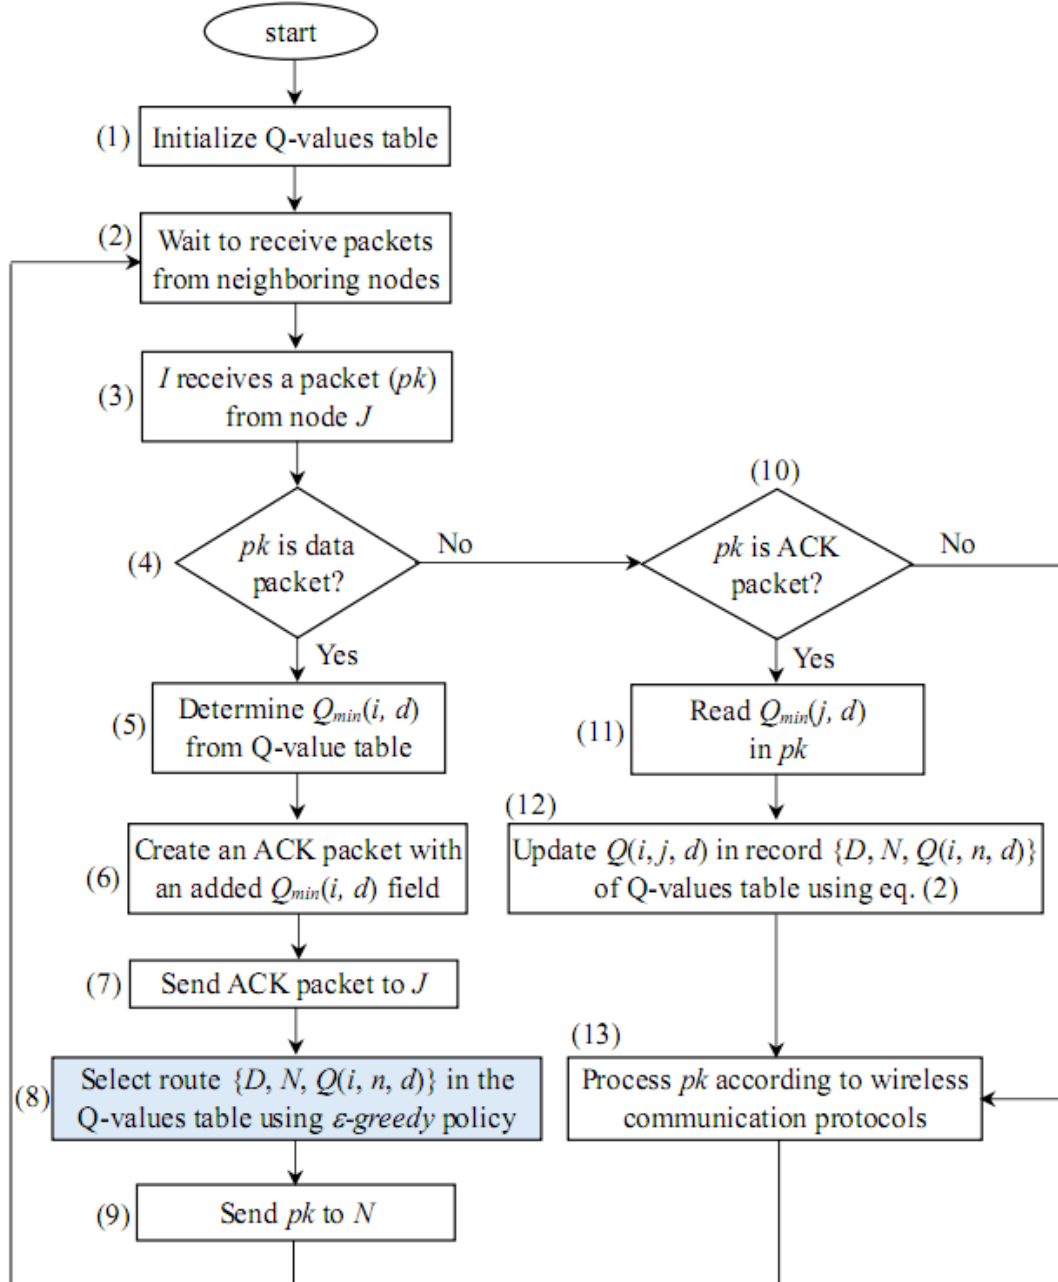 start
(1)
Initialize Q-values table
(2)
Wait to receive packets
from neighboring nodes
(3)
I receives a packet (pk)
from node J
(4)
pk is data
packet?
No
Yes
(5)
Determine Qmin(i, d)
from Q-value table
(6)
Create an ACK packet with
an added Qmin(i, d) field
(7)
Send ACK packet to J
(8)
Select route {D, N, Q(i, n, d)} in the
Q-values table using ε-greedy policy
(9)
Send pk to N
(10)
pk is ACK
packet?
No
Yes
(11)
Read Qmin(j, d)
in pk
(12)
Update Q(i, j, d) in record {D, N, Q(i, n, d)}
of Q-values table using eq. (2)
(13)
Process pk according to wireless
communication protocols